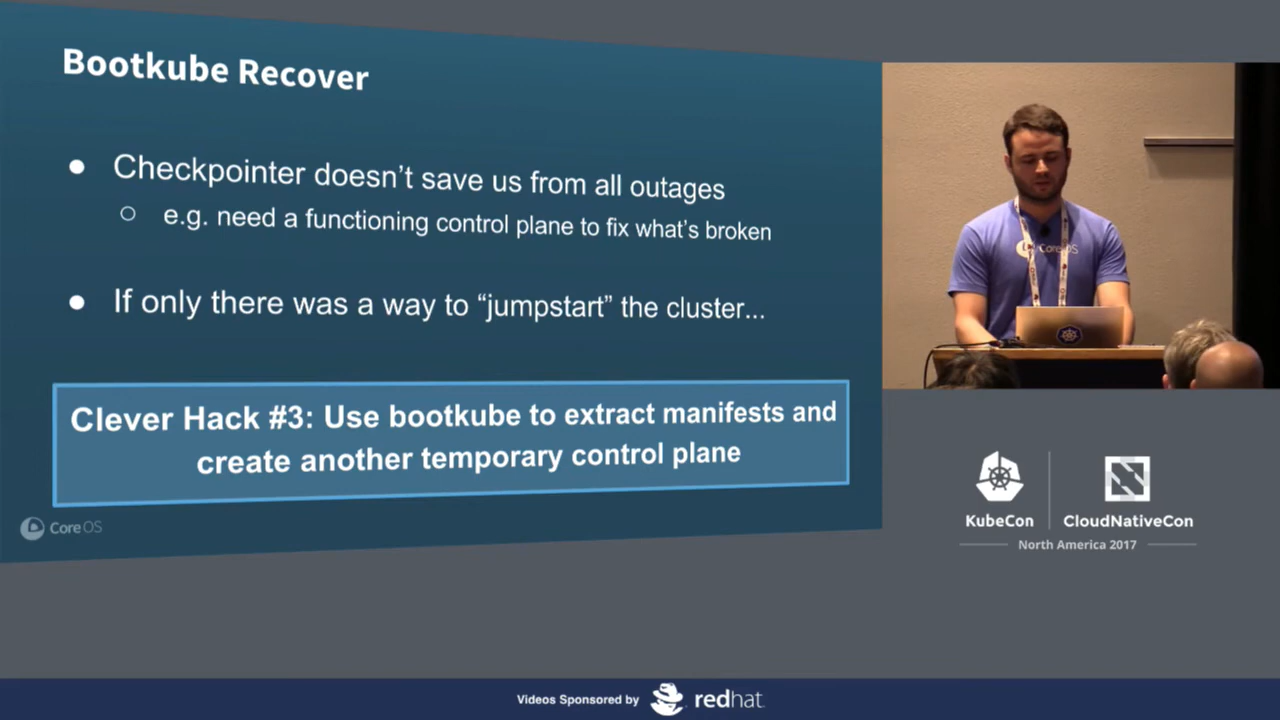 Bootkube Recover
● Checkpointer doesn't save us from all outages
○ e.g. need a functioning control plane to fix what's broken
● If only there was a way to “jumpstart” the cluster...
Clever Hack #3: Use bootkube to extract manifests and
create another temporary control plane
CoreOS
CoreOS
KubeCon
CloudNativeCon
North America 2017
Videos Sponsored by
redhat